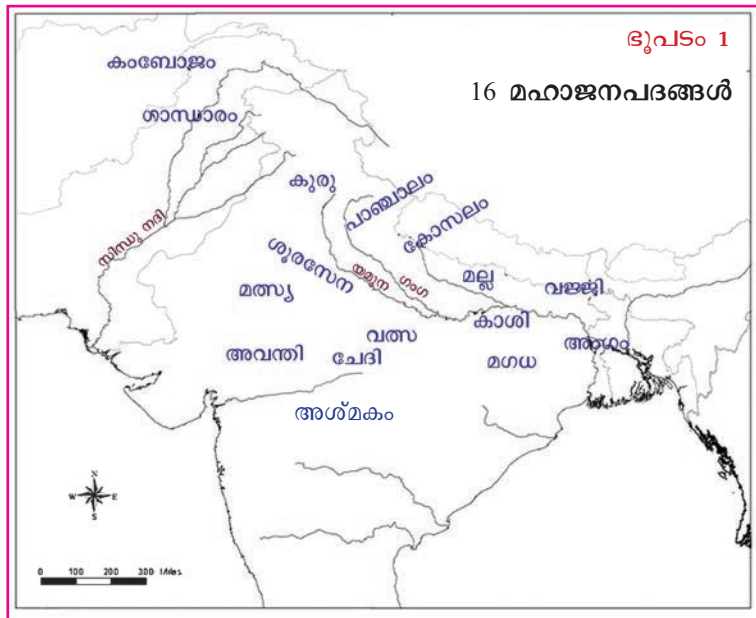 ഭൂപടം 1
16 മഹാജനപദങ്ങൾ
കംബോജം
ഗാന്ധാരം
കുരു
പാഞ്ചാലം
കോസലം
സിന്ധു നദി
ശൂരസേന
യമുന
ഗംഗ
മല്ല
വജ്ജി
മത്സ്യ
കാശി
വത്സ
അംഗം
അവന്തി
ചേദി
മഗധ
അശ്മകം
N
W E
S
0 100 200 300 Miles